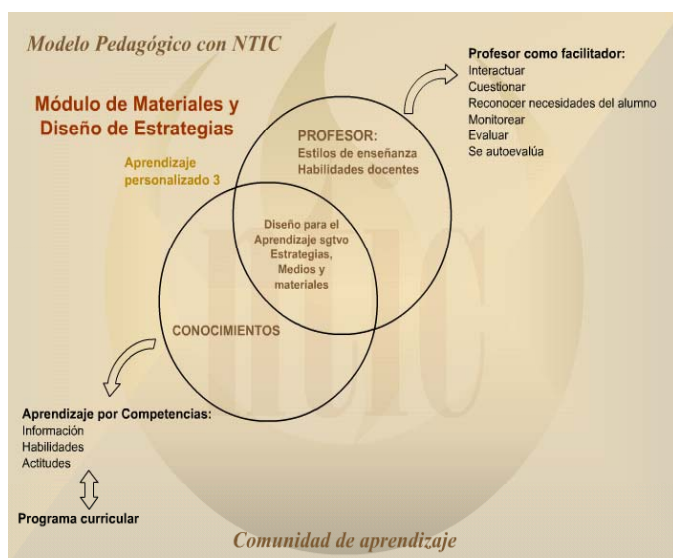 Modelo Pedagógico con NTIC
Profesor como facilitador:
Interactuar
Cuestionar
Reconocer necesidades del alumno
Monitorear
Evaluar
Se autoevalúa
Módulo de Materiales y
Diseño de Estrategias
Aprendizaje
personalizado 3
PROFESOR:
Estilos de enseñanza
Habilidades docentes
Diseño para el
Aprendizaje sgtvo
Estrategias,
Medios y
materiales
CONOCIMIENTOS
ntic
Aprendizaje por Competencias:
Información
Habilidades
Actitudes
Programa curricular
Comunidad de aprendizaje